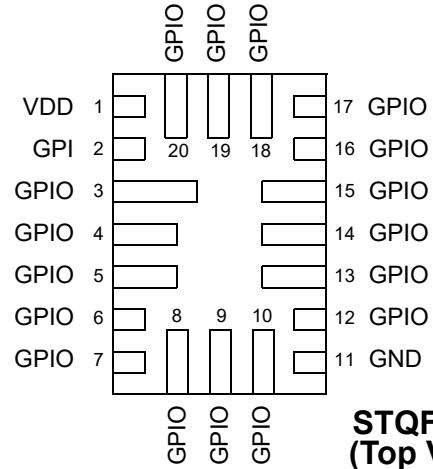 GPIO GPIO GPIO
VDD 1 17 GPIO
GPI 2 20 19 18 16 GPIO
GPIO 3 15 GPIO
GPIO 4 14 GPIO
GPIO 5 13 GPIO
GPIO 6 8 9 10 12 GPIO
GPIO 7 11 GND
GPIO GPIO GPIO
STQF
(Top V